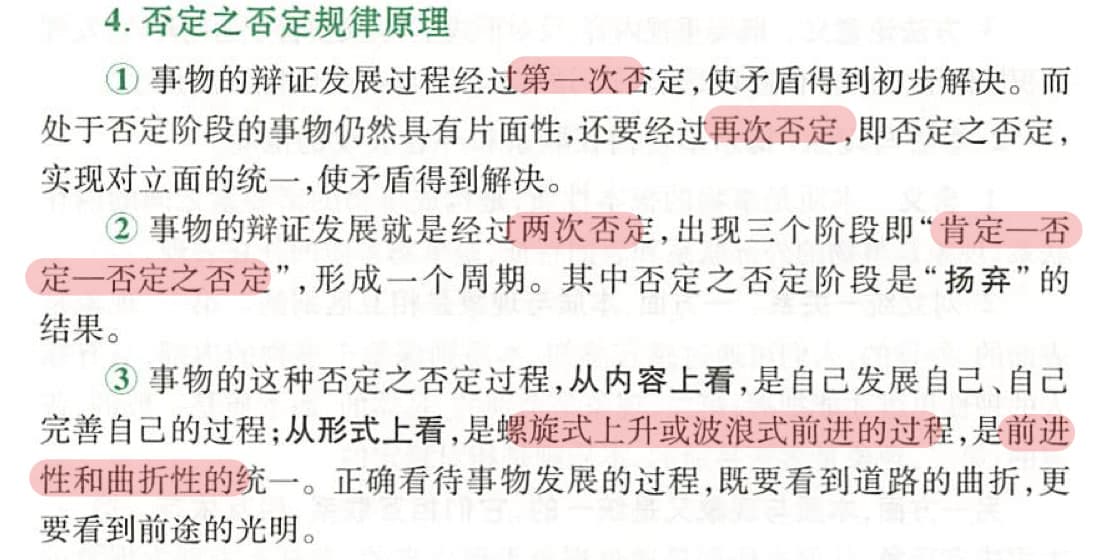 4. 否定之否定规律原理
① 事物的辩证发展过程经过第一次否定,使矛盾得到初步解决。而
处于否定阶段的事物仍然具有片面性,还要经过再次否定,即否定之否定,
实现对立面的统一,使矛盾得到解决。
② 事物的辩证发展就是经过两次否定,出现三个阶段即“肯定—否
定—否定之否定”,形成一个周期。其中否定之否定阶段是“扬弃”的
结果。
③ 事物的这种否定之否定过程,从内容上看,是自己发展自己、自己
完善自己的过程;从形式上看,是螺旋式上升或波浪式前进的过程,是前进
性和曲折性的统一。正确看待事物发展的过程,既要看到道路的曲折,更
要看到前途的光明。